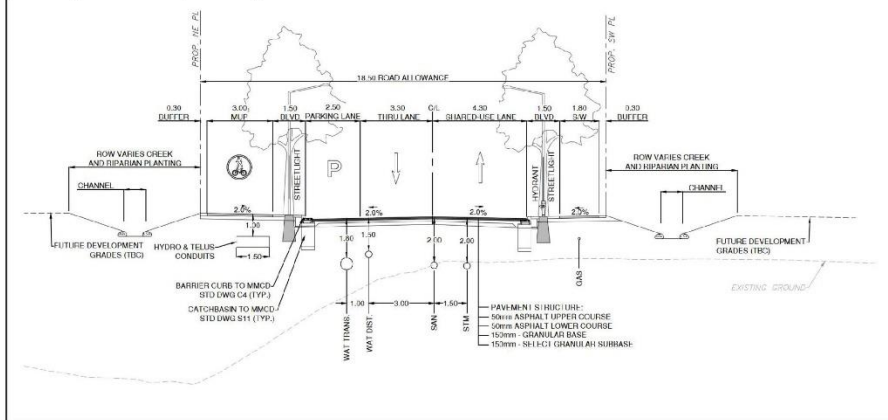 PROP. NE PL
PROP. SW PL
18.50 ROAD ALLOWANCE
0.30
BUFFER
3.00
MUP
1.50
BLVD.
2.50
PARKING LANE
3.30
THRU LANE
C/L
4.30
SHARED-USE LANE
1.50
BLVD.
1.80
S/W
0.30
BUFFER
ROW VARIES CREEK
AND RIPARIAN PLANTING
CHANNEL
STREETLIGHT
P
HYDRANT
STREETLIGHT
ROW VARIES CREEK
AND RIPARIAN PLANTING
CHANNEL
2.0%
2.0%
2.0%
2.0%
1.00
FUTURE DEVELOPMENT
GRADES (TBC)
HYDRO & TELUS
CONDUITS
1.50
1.80
1.50
2.00
2.00
FUTURE DEVELOPMENT
GRADES (TBC)
BARRIER CURB TO MMCD
STD DWG C4 (TYP.)
CATCHBASIN TO MMCD
STD DWG S11 (TYP.)
1.00
3.00
1.50
WAT TRANS.
WAT DIST.
SAN
STM
GAS
EXISTING GROUND
PAVEMENT STRUCTURE:
50mm ASPHALT UPPER COURSE
50mm ASPHALT LOWER COURSE
150mm - GRANULAR BASE
150mm - SELECT GRANULAR SUBBASE